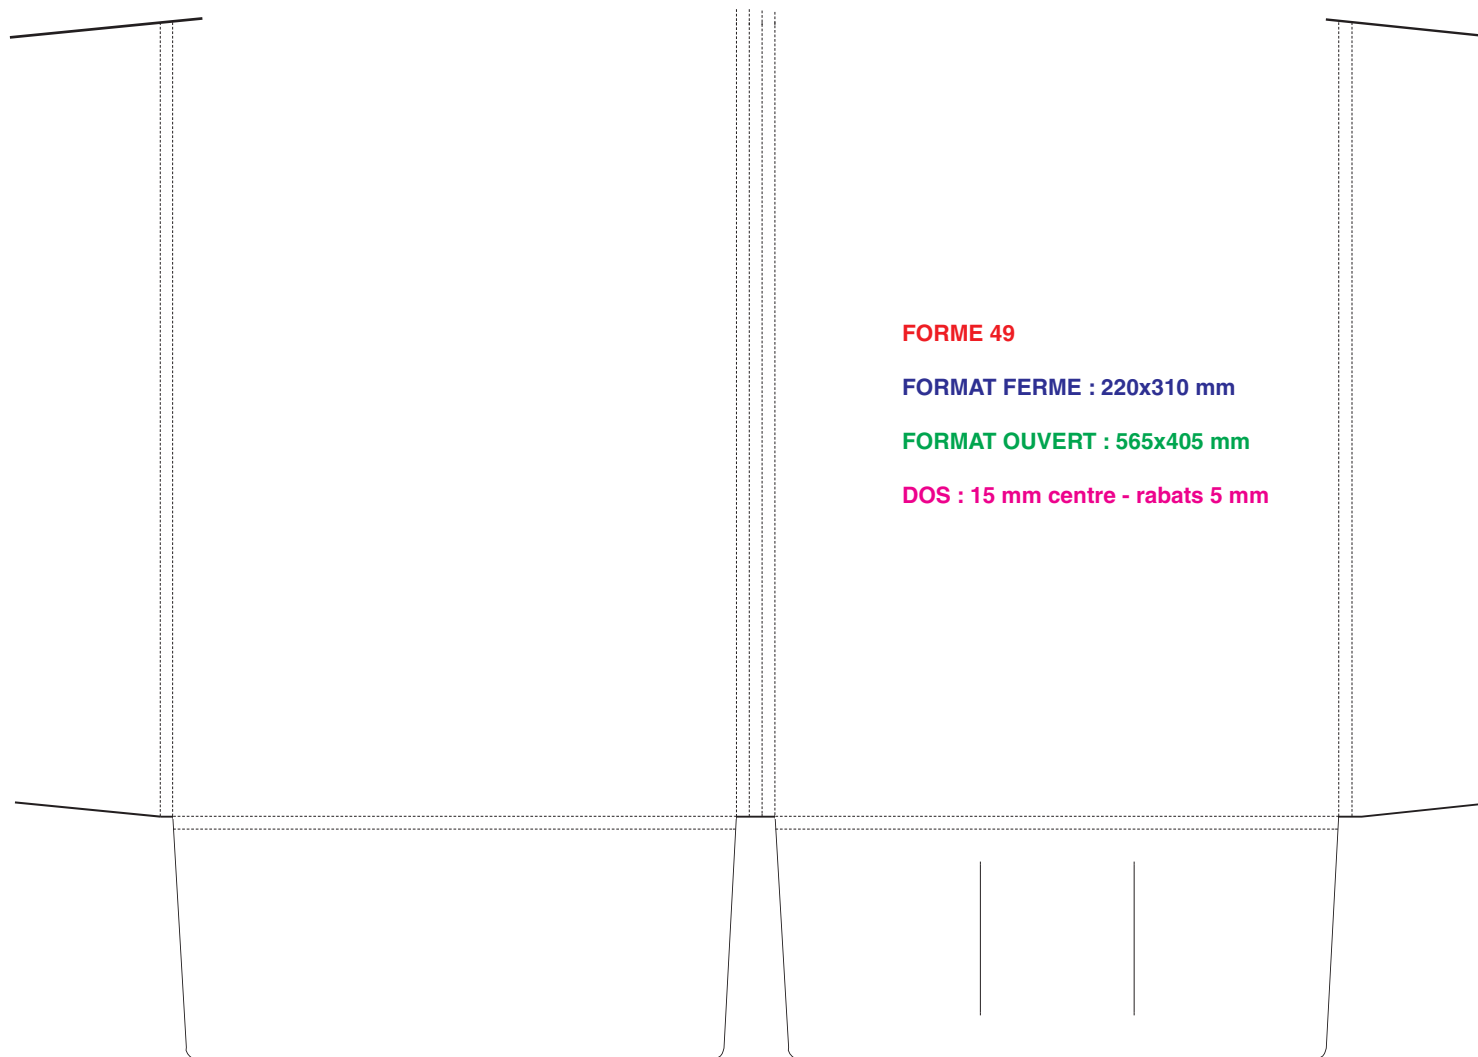 FORME 49
FORMAT FERME : 220x310 mm
FORMAT OUVERT : 565x405 mm
DOS : 15 mm centre - rabats 5 mm